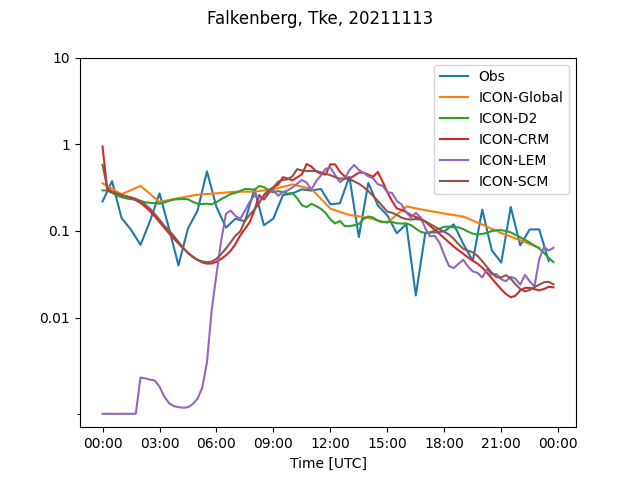 Falkenberg, Tke, 20211113
10
1
0.1
0.01
Obs
ICON-Global
ICON-D2
ICON-CRM
ICON-LEM
ICON-SCM
00:00 03:00 06:00 09:00 12:00 15:00 18:00 21:00 00:00
Time [UTC]